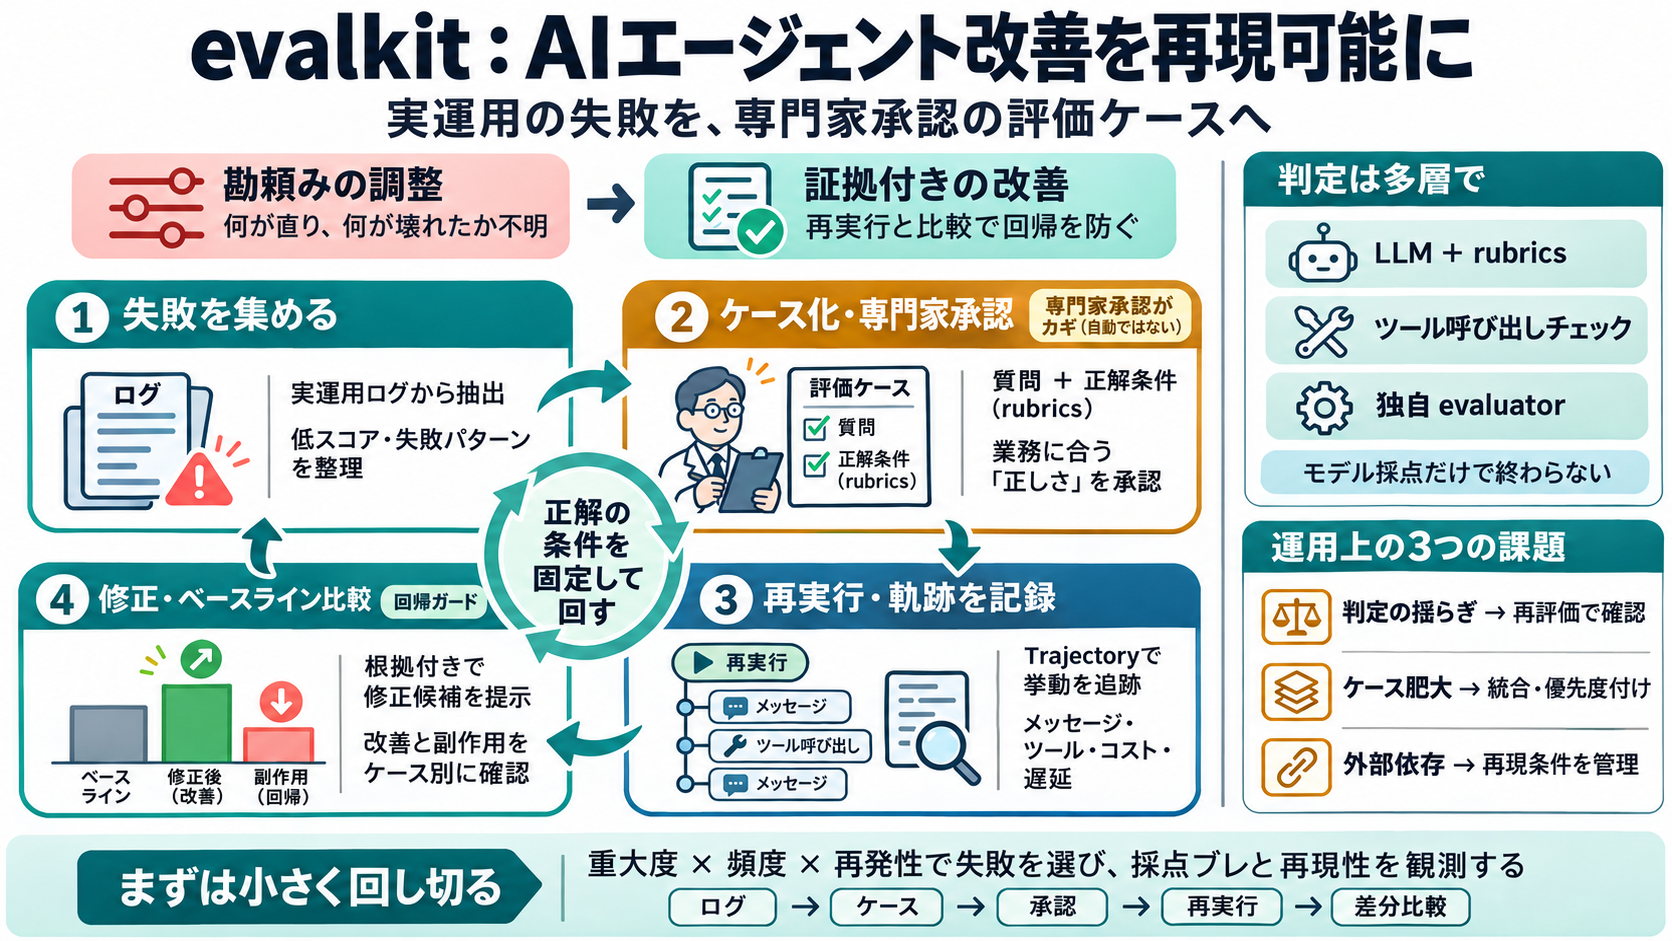 evalkit：AIエージェント改善を再現可能に
実運用の失敗を、専門家承認の評価ケースへ
勘頼みの調整
何が直り、何が壊れたか不明
証拠付きの改善
再実行と比較で回帰を防ぐ
1 失敗を集める
ログ
実運用ログから抽出
低スコア・失敗パターン
を整理
2 ケース化・専門家承認
専門家承認が
カギ（自動ではない）
評価ケース
質問
正解条件
（rubrics）
質問 ＋ 正解条件
（rubrics）
業務に合う
「正しさ」を承認
正解の
条件を
固定して
回す
3 再実行・軌跡を記録
再実行
メッセージ
ツール呼び出し
メッセージ
Trajectoryで
挙動を追跡
メッセージ・
ツール・コスト・
遅延
4 修正・ベースライン比較
回帰ガード
ベース
ライン
修正後
（改善）
副作用
（回帰）
根拠付きで
修正候補を提示
改善と副作用を
ケース別に確認
判定は多層で
LLM ＋ rubrics
ツール呼び出しチェック
独自 evaluator
モデル採点だけで終わらない
運用上の3つの課題
判定の揺らぎ → 再評価で確認
ケース肥大 → 統合・優先度付け
外部依存 → 再現条件を管理
まずは小さく回し切る
重大度 × 頻度 × 再発性で失敗を選び、採点ブレと再現性を観測する
ログ → ケース → 承認 → 再実行 → 差分比較